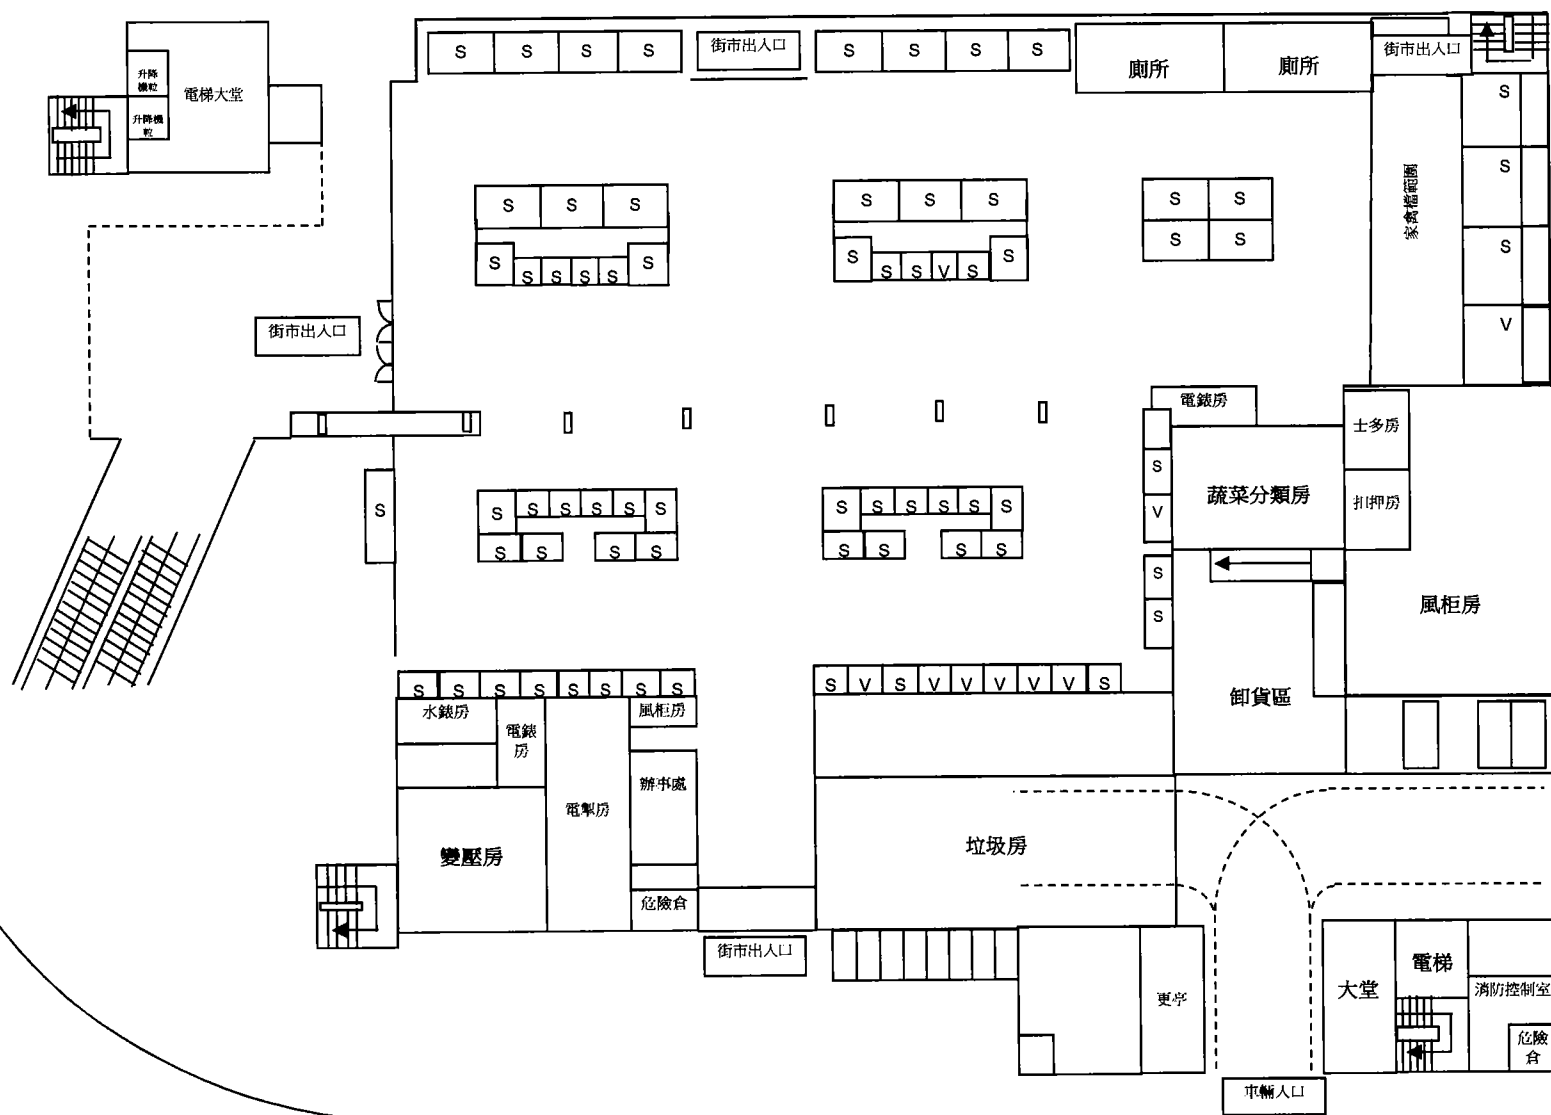 S S S S
街市出入口
S S S S
廁所
廁所
街市出入口
升降
機𨋢
電梯大堂
升降機
𨋢
S
S
S
V
家禽檔範圍
S S S
S S
S S S S
S S S
S S
S S V S
S S
S S
街市出入口
電錶房
士多房
S
S
V
蔬菜分類房
扣押房
S S S S S S S
S S S S
S S S S S S S
S S S S
S
S
風柜房
S S S S S S S S
S V S V V V V V S
卸貨區
水錶房
電錶
房
風柜房
電掣房
辦事處
變壓房
垃圾房
危險倉
街市出入口
更亭
大堂
電梯
消防控制室
危險
倉
車輛入口